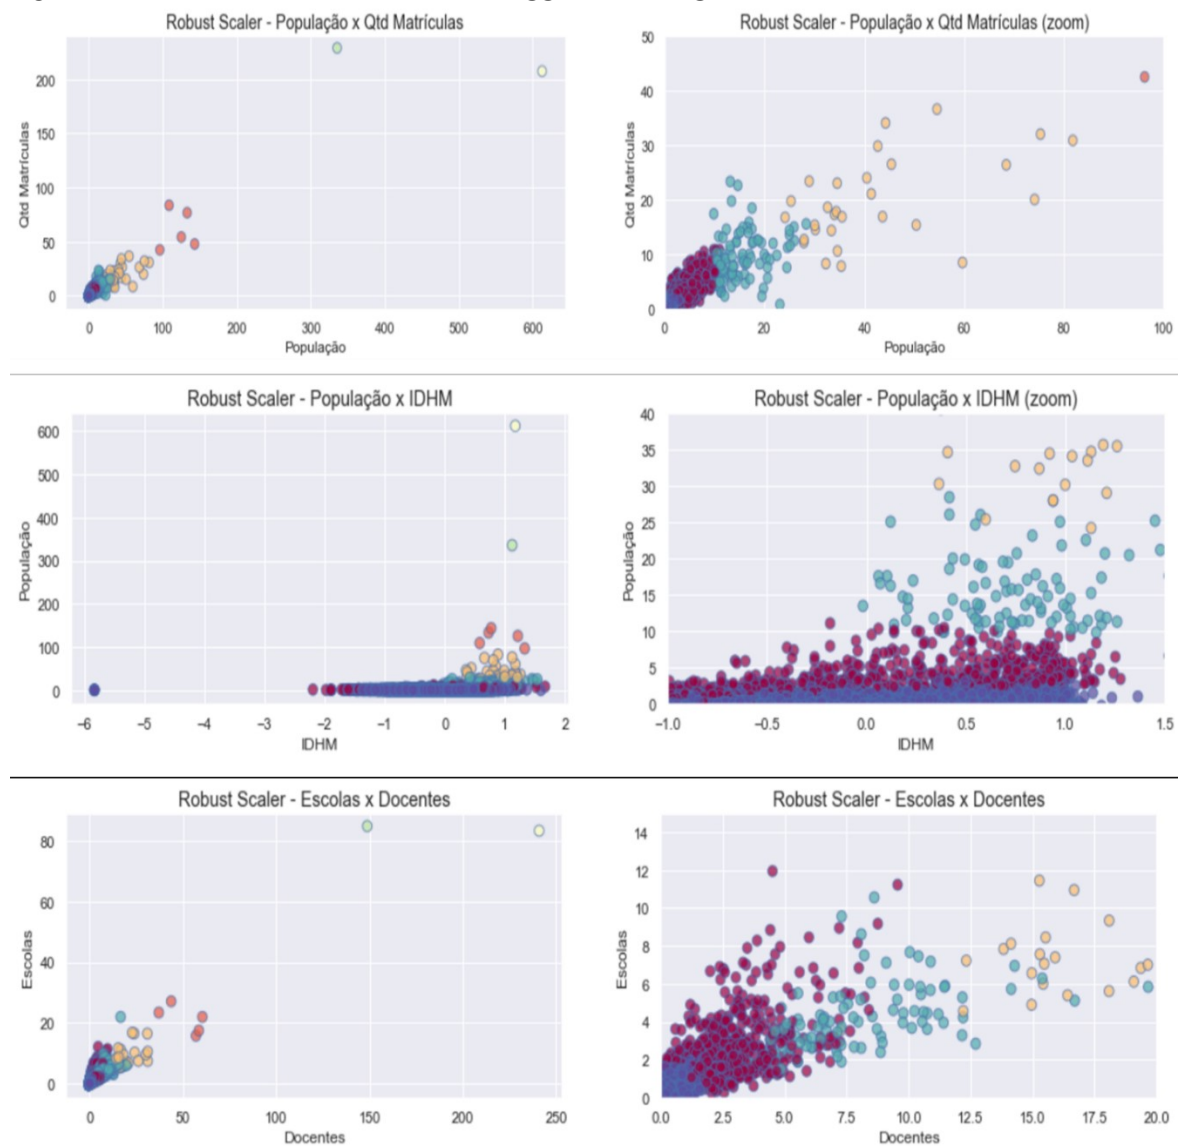 Robust Scaler - População x Qtd Matrículas
Qtd Matrículas
200
150
100
50
0
0 100 200 300 400 500 600
População
Robust Scaler - População x Qtd Matrículas (zoom)
Qtd Matrículas
50
40
30
20
10
0
0 20 40 60 80 100
População
Robust Scaler - População x IDHM
População
600
500
400
300
200
100
0
−6 −5 −4 −3 −2 −1 0 1 2
IDHM
Robust Scaler - População x IDHM (zoom)
População
40
35
30
25
20
15
10
5
0
−1.0 −0.5 0.0 0.5 1.0 1.5
IDHM
Robust Scaler - Escolas x Docentes
Escolas
80
60
40
20
0
0 50 100 150 200 250
Docentes
Robust Scaler - Escolas x Docentes
Escolas
14
12
10
8
6
4
2
0
0.0 2.5 5.0 7.5 10.0 12.5 15.0 17.5 20.0
Docentes